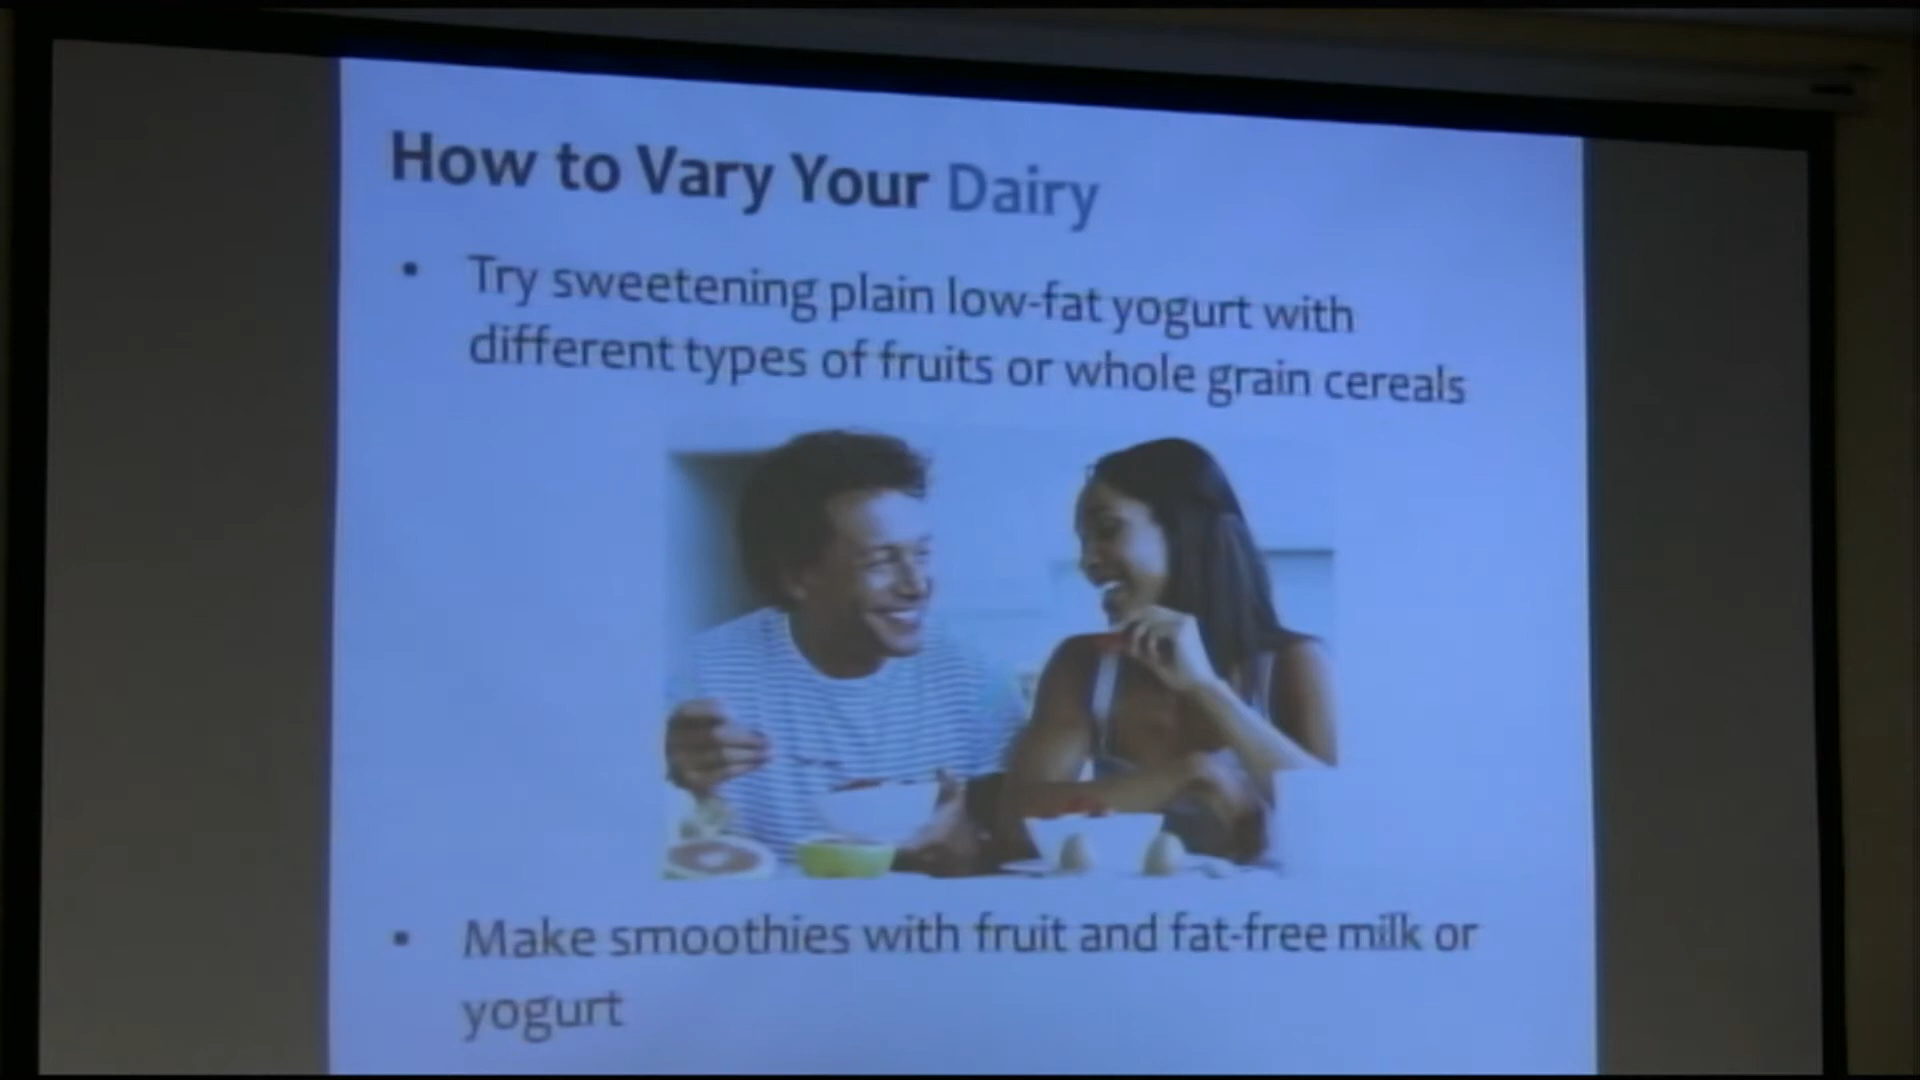 How to Vary Your Dairy
• Try sweetening plain low-fat yogurt with
different types of fruits or whole grain cereals
• Make smoothies with fruit and fat-free milk or
yogurt